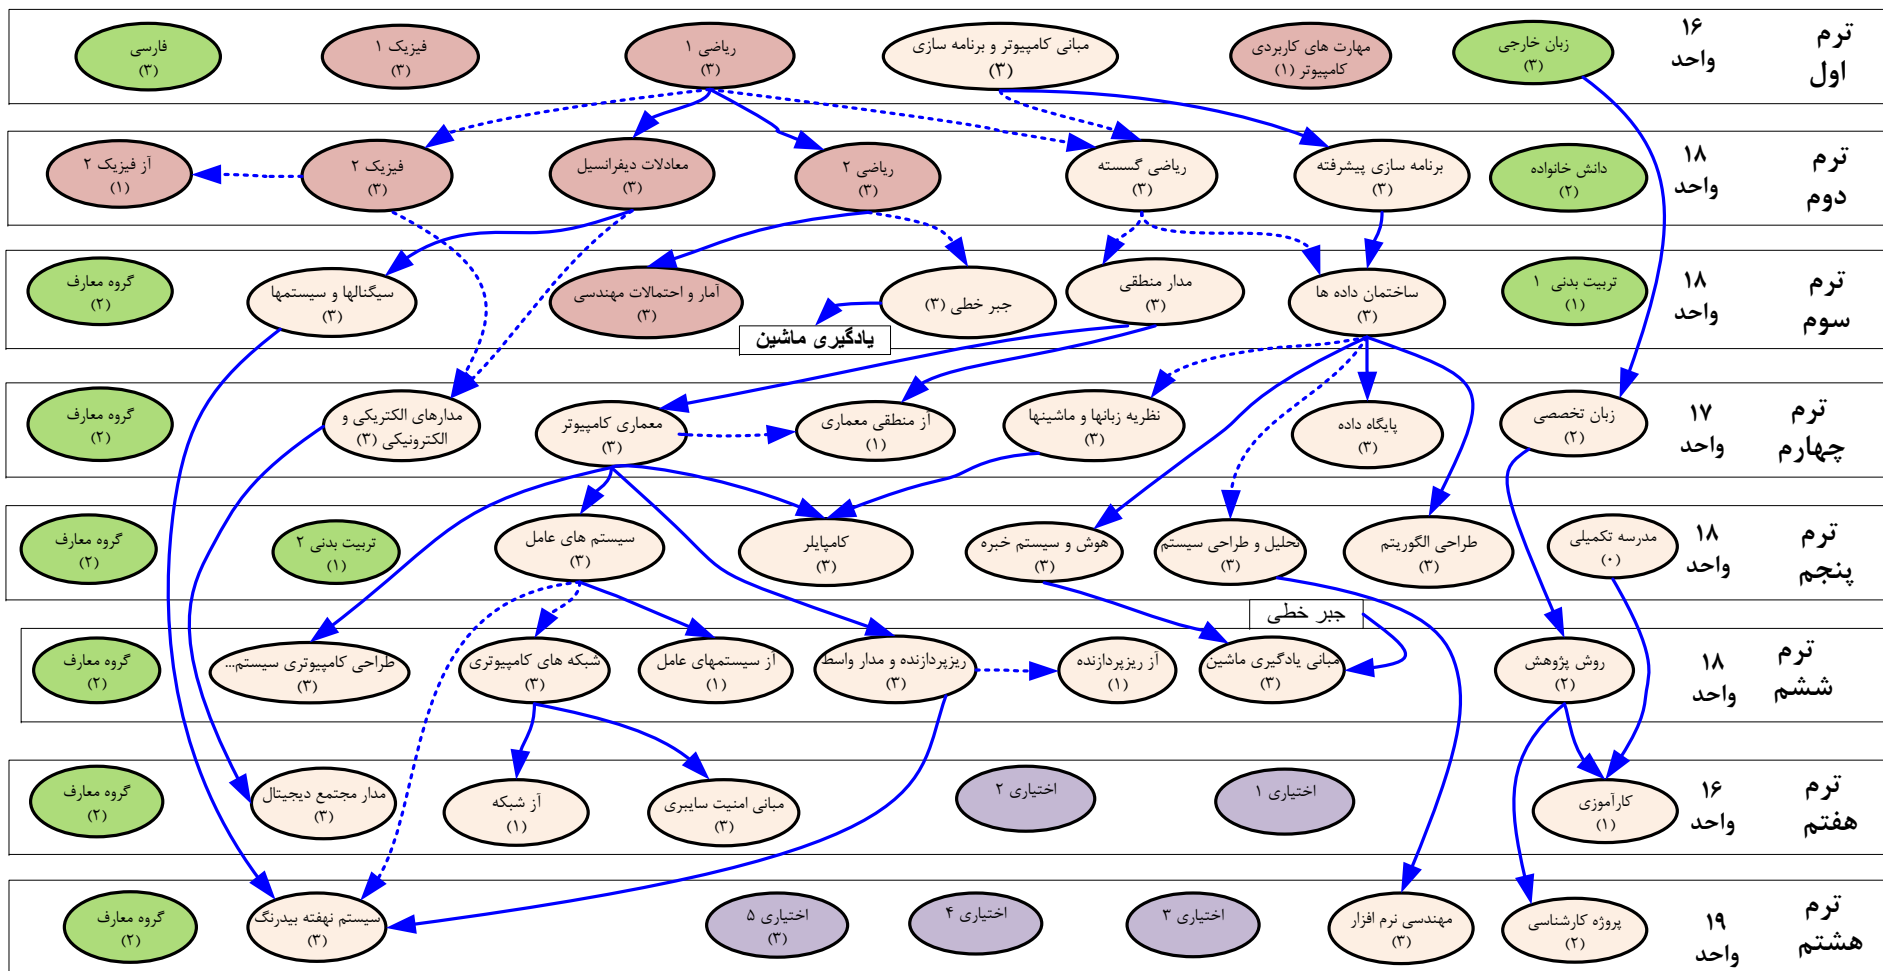 ترم
اول
۱۶
واحد
زبان خارجی
(۳)
مهارت های کاربردی
کامپیوتر (۱)
مبانی کامپیوتر و برنامه سازی
(۳)
ریاضی ۱
(۳)
فیزیک ۱
(۳)
فارسی
(۳)
ترم
دوم
۱۸
واحد
دانش خانواده
(۲)
برنامه سازی پیشرفته
(۳)
ریاضی گسسته
(۳)
ریاضی ۲
(۳)
معادلات دیفرانسیل
(۳)
فیزیک ۲
(۳)
آز فیزیک ۲
(۱)
ترم
سوم
۱۸
واحد
تربیت بدنی ۱
(۱)
ساختمان داده ها
(۳)
مدار منطقی
(۳)
جبر خطی (۳)
یادگیری ماشین
آمار و احتمالات مهندسی
(۳)
سیگنالها و سیستمها
(۳)
گروه معارف
(۲)
ترم
چهارم
۱۷
واحد
زبان تخصصی
(۲)
پایگاه داده
(۳)
نظریه زبانها و ماشینها
(۳)
آز منطقی معماری
(۱)
معماری کامپیوتر
(۳)
مدارهای الکتریکی و
الکترونیکی (۳)
گروه معارف
(۲)
ترم
پنجم
۱۸
واحد
مدرسه تکمیلی
(۰)
طراحی الگوریتم
(۳)
تحلیل و طراحی سیستم
(۳)
هوش و سیستم خبره
(۳)
کامپایلر
(۳)
سیستم های عامل
(۳)
تربیت بدنی ۲
(۱)
گروه معارف
(۲)
جبر خطی
ترم
ششم
۱۸
واحد
روش پژوهش
(۲)
مبانی یادگیری ماشین
(۳)
آز ریزپردازنده
(۱)
ریزپردازنده و مدار واسط
(۳)
آز سیستمهای عامل
(۱)
شبکه های کامپیوتری
(۳)
طراحی کامپیوتری سیستم...
(۳)
گروه معارف
(۲)
ترم
هفتم
۱۶
واحد
کارآموزی
(۱)
اختیاری ۱
اختیاری ۲
مبانی امنیت سایبری
(۳)
آز شبکه
(۱)
مدار مجتمع دیجیتال
(۳)
گروه معارف
(۲)
ترم
هشتم
۱۹
واحد
پروژه کارشناسی
(۲)
مهندسی نرم افزار
(۳)
اختیاری ۳
اختیاری ۴
اختیاری ۵
(۳)
سیستم نهفته بیدرنگ
(۳)
گروه معارف
(۲)